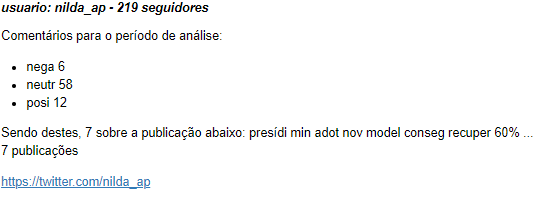 usuario: nilda_ap - 219 seguidores
Comentários para o período de análise:
nega 6
neutr 58
posi 12
Sendo destes, 7 sobre a publicação abaixo: presídi min adot nov model conseg recuper 60% ...
7 publicações
https://twitter.com/nilda_ap